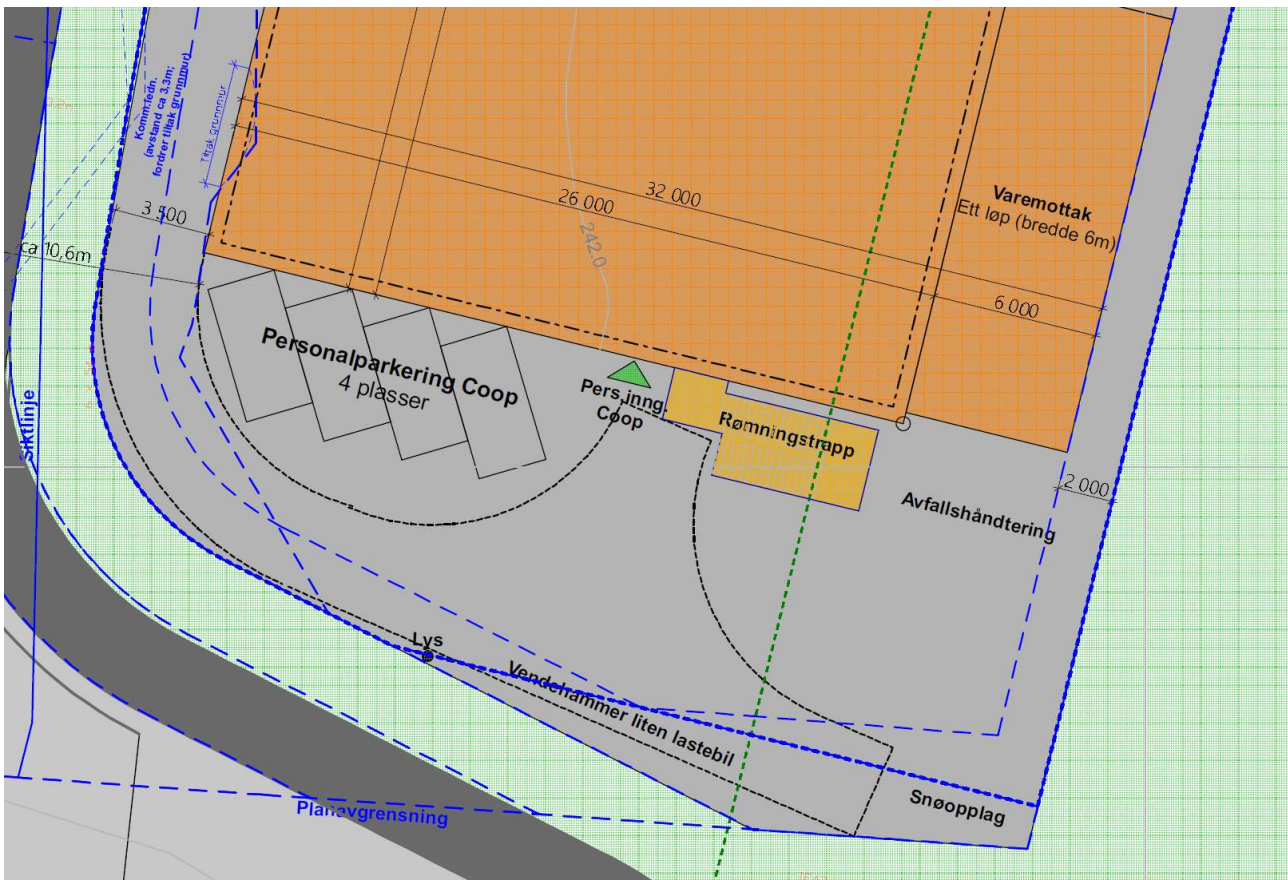 Komm.ledn.
(avstand ca 3.3m;
fordrer tiltak grunnmur)
Tiltak grunnmur
3 500
ca 10,6m
32 000
26 000
242.0
Varemottak
Ett løp (bredde 6m)
6 000
Personalparkering Coop
4 plasser
Pers.inng.
Coop
Rømningstrapp
Siktlinje
2 000
Avfallshåndtering
Lys
Vendehammer liten lastebil
Snøopplag
Planavgrensning